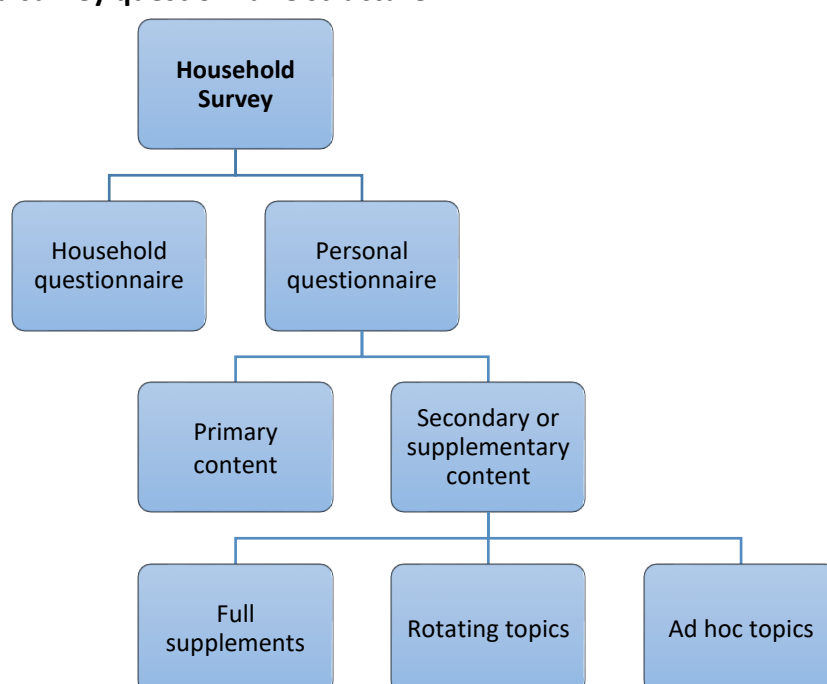 Household
Survey
Household
questionnaire
Personal
questionnaire
Primary
content
Secondary or
supplementary
content
Full
supplements
Rotating topics
Ad hoc topics